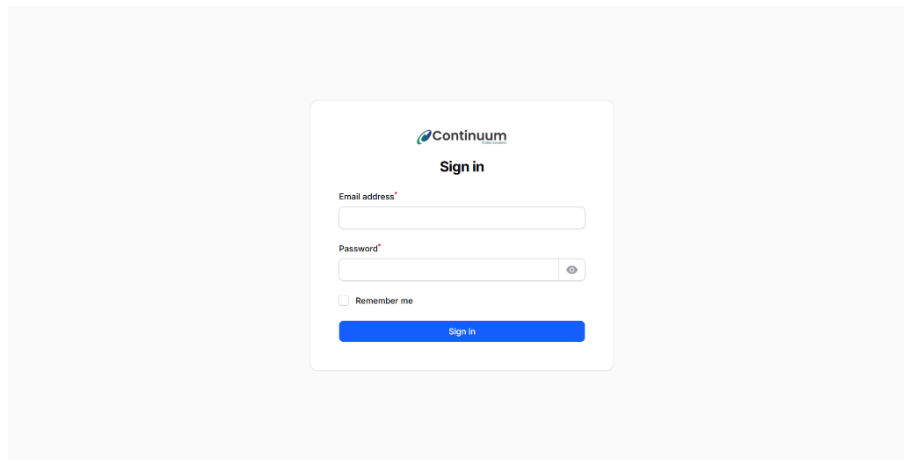 Continuum
Sign in
Email address*
Password*
Remember me
Sign in